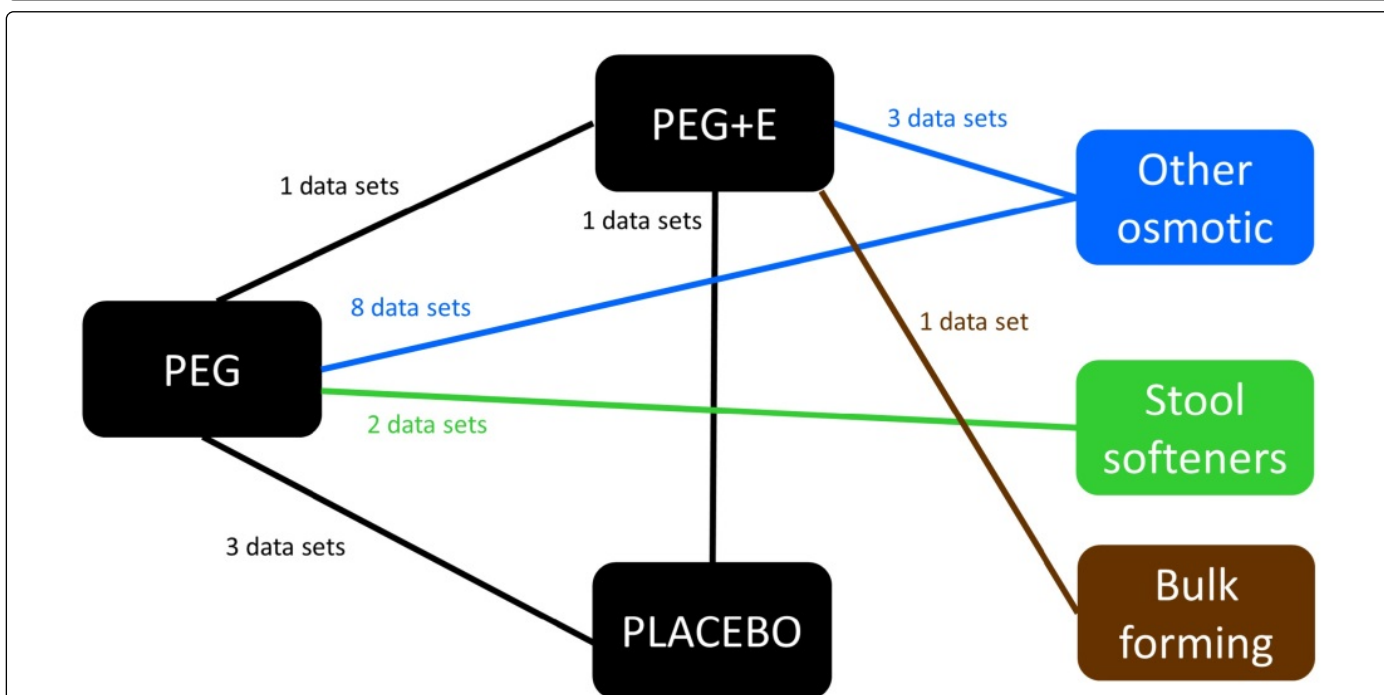 PEG+E
3 data sets
Other
osmotic
1 data sets
1 data sets
8 data sets
1 data set
PEG
Stool
softeners
2 data sets
3 data sets
PLACEBO
Bulk
forming